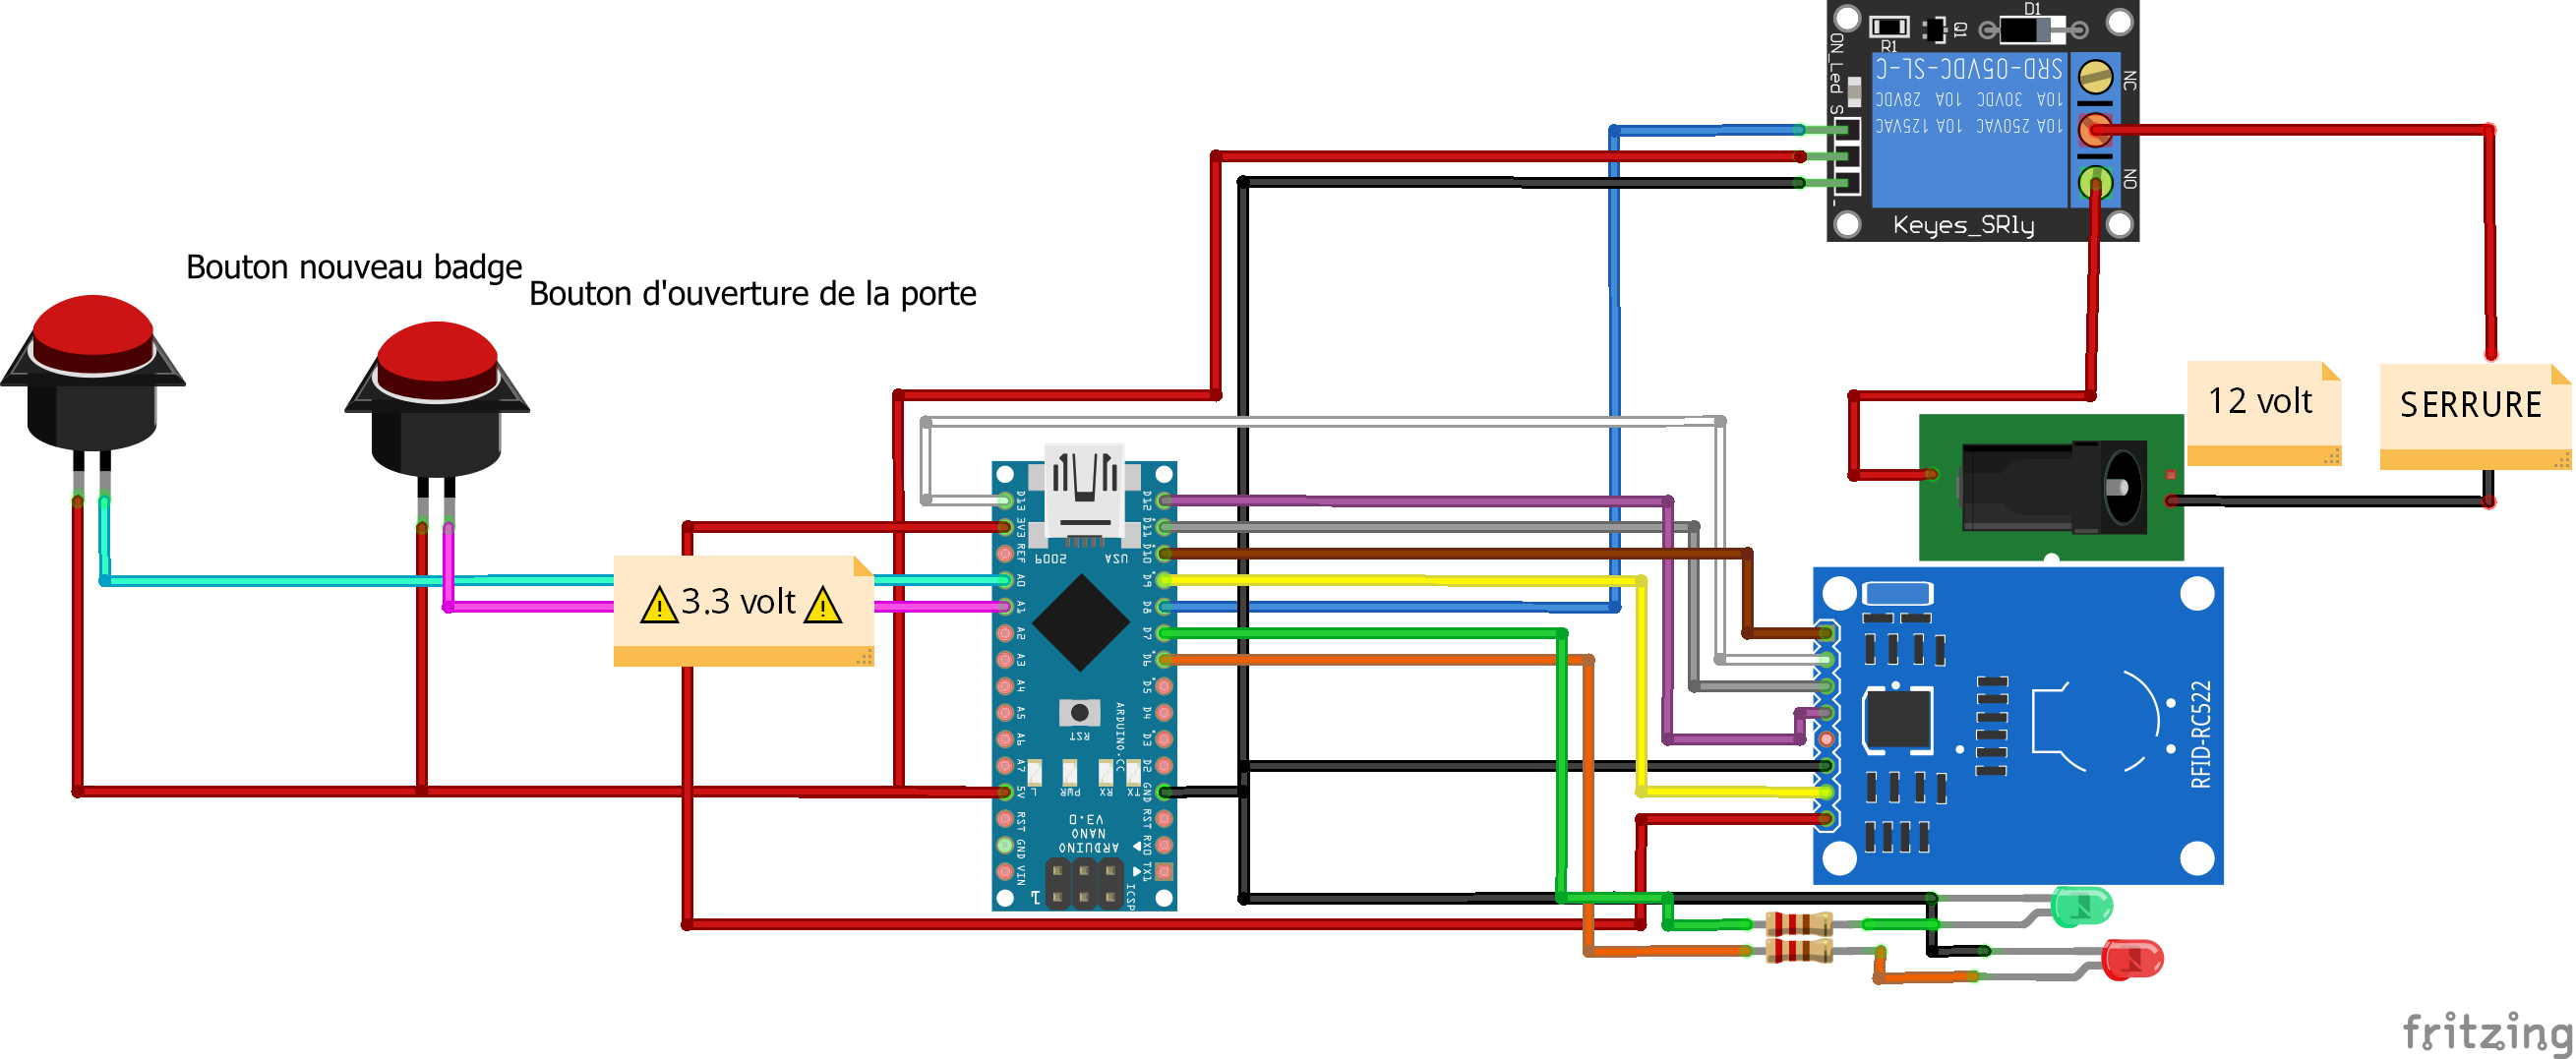 D1
R1
Q1
ON_Led
S
-
SRD-05VDC-SL-C
10A 30VDC 10A 28VDC
10A 250VAC 10A 125VAC
NC
NO
Keyes_SRly
Bouton nouveau badge
Bouton d'ouverture de la porte
12 volt
SERRURE
3.3 volt
D13
3V3
REF
A0
A1
A2
A3
A4
A5
A6
A7
5V
RST
GND
VIN
D12
D11
D10
D9
D8
D7
D6
D5
D4
D3
D2
GND
RST
RX0
TX1
RST
ARDUINO.CC
L
PWR
RX
TX
ARDUINO
NANO
V3.0
ICSP
1
RFID-RC522
fritzing